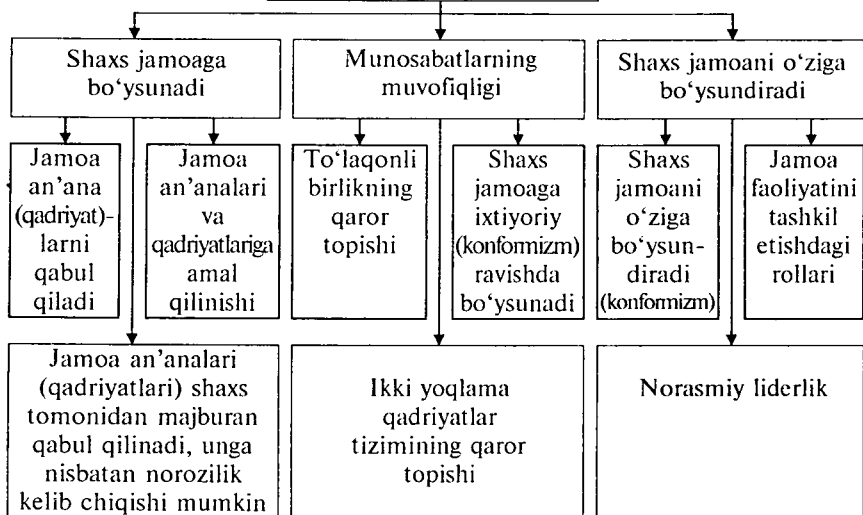 Shaxs jamoaga
bo‘ysunadi
Munosabatlarning
muvofiqligi
Shaxs jamoani o‘ziga
bo‘ysundiradi
Jamoa
an’ana
(qadriyat)-
larni
qabul
qiladi
Jamoa
an’analari
va
qadriyatlariga
amal
qilinishi
To‘laqonli
birlikning
qaror
topishi
Shaxs
jamoaga
ixtiyoriy
(konformizm)
ravishda
bo‘ysunadi
Shaxs
jamoani
o‘ziga
bo‘ysun-
diradi
(konformizm)
Jamoa
faoliyatini
tashkil
etishdagi
rollari
Jamoa an’analari
(qadriyatlari) shaxs
tomonidan majburan
qabul qilinadi, unga
nisbatan norozilik
kelib chiqishi mumkin
Ikki yoqlama
qadriyatlar
tizimining qaror
topishi
Norasmiy liderlik